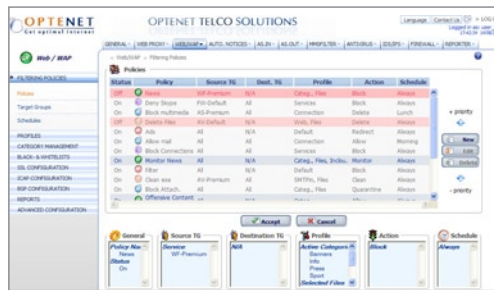 OPTENET
Get optimal internet
OPTENET TELCO SOLUTIONS
Language Contact Us
GENERAL WEB PROXY WEB/WAP AUTO. NOTICES AS.IN AS.OUT MMSFILTER ANTIVIRUS IDS/IPS FIREWALL REPORTER
Web / WAP
Web/WAP Filtering Policies
FILTERING POLICIES
Policies
Target Groups
Schedules
PROFILES
CATEGORY MANAGEMENT
BLACK- & WHITELISTS
SSL CONFIGURATION
ICAP CONFIGURATION
REPORTS
ADVANCED CONFIGURATION
Policies
Status Policy Source TG Dest. TG Profile Action Schedule
Off News WF-Premium N/A Categ., Files Block Always
On Deny Skype FW-Default All Services Block Always
On Block multimedia AS-Premium All Connection Delete Lunch
Off Delete Files AV-Default N/A Web, Files Delete Always
On Ads All N/A Default Redirect Always
On Allow mail All N/A Connection Allow Morning
On Block Connections All All Services Block Always
On Monitor News All N/A Categ., Files, Monitor Always
On Filter All N/A Default Block Always
On Clean exe AV-Premium All SMTPin, Files Clean Always
On Block Attach. All All Categ., Files Quarantine Always
On Offensive Content
+ priority
New
Edit
Delete
- priority
Accept Cancel
General Source TG Destination TG Profile Action Schedule
Policy Na
News
Status
On
Service
WF-Premium
N/A
Active Categori
Banners
Info
Press
Sport
Selected Files
Block
Always